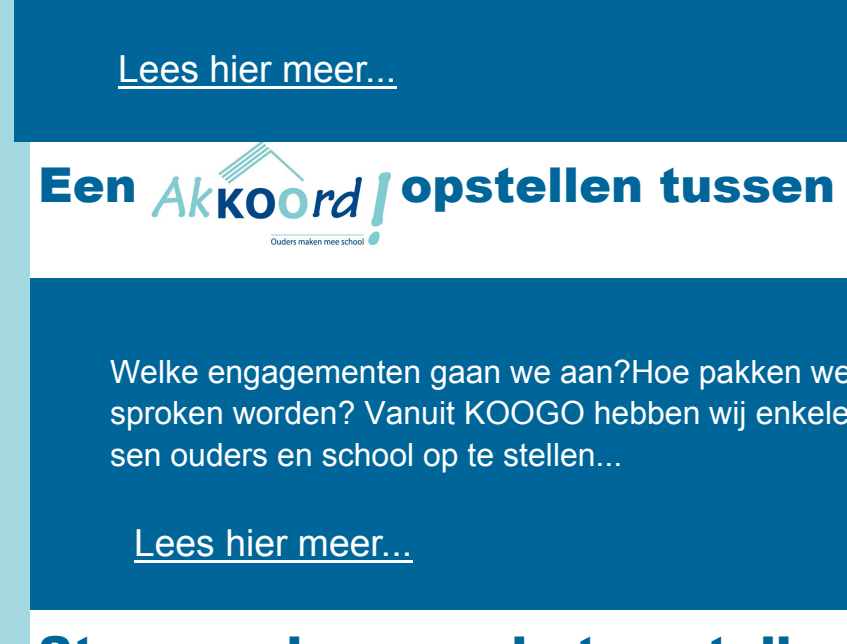 Lees hier meer...
Een AkKOOrd! opstellen tussen
Ouders maken mee school
Welke engagementen gaan we aan?Hoe pakken we
sproken worden? Vanuit KOOGO hebben wij enkele
sen ouders en school op te stellen...
Lees hier meer...